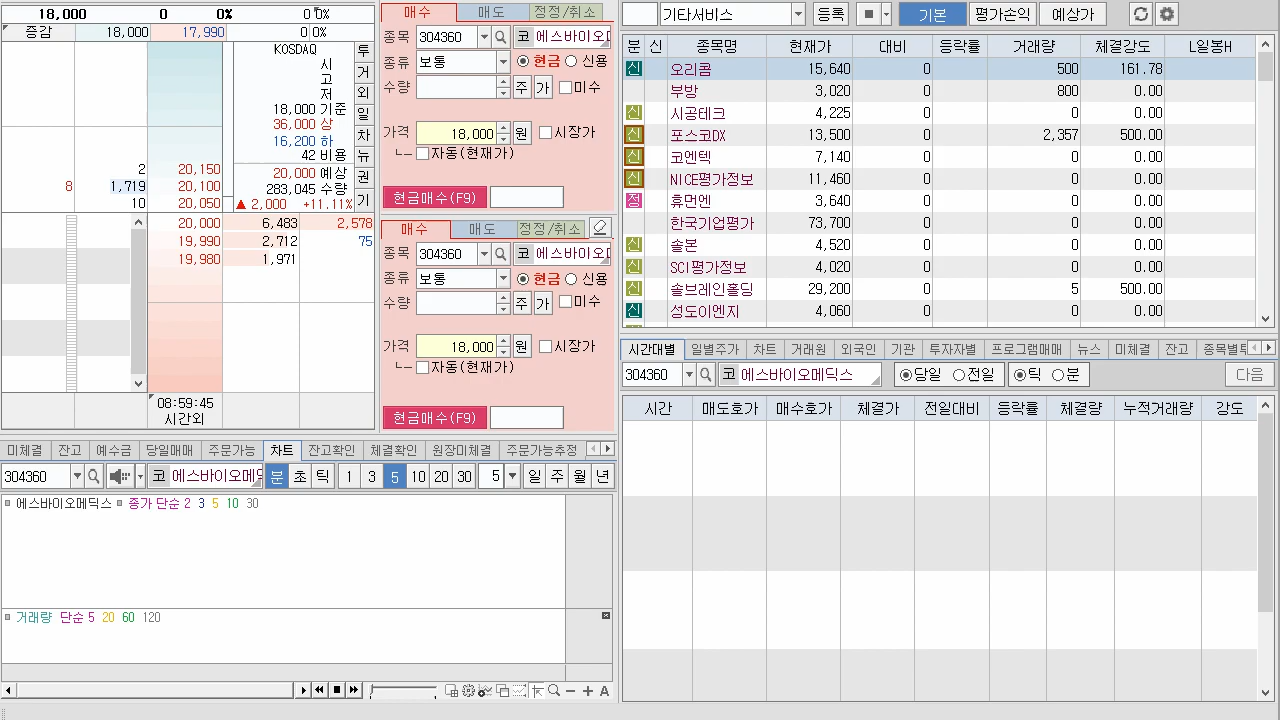 18,000 0 0% 0 0%
증감 18,000 17,990 0 0%
KOSDAQ 투
시 거
고 외
저 일
18,000 기준
36,000 상 차
16,200 하 뉴
42 비용
2 20,150 20,000 예상 권
8 1,719 20,100 283,045 수량
10 20,050 ▲ 2,000 +11.11% 기
20,000 6,483 2,578
19,990 2,712 75
19,980 1,971
08:59:45
시간외
매수 매도 정정/취소
종목 304360 코 에스바이오메
종류 보통 현금 신용
수량 주 가 미수
가격 18,000 원 시장가
자동(현재가)
현금매수(F9)
매수 매도 정정/취소
종목 304360 코 에스바이오메
종류 보통 현금 신용
수량 주 가 미수
가격 18,000 원 시장가
자동(현재가)
현금매수(F9)
기타서비스 등록 기본 평가손익 예상가
분 신 종목명 현재가 대비 등락률 거래량 체결강도 L일봉H
신 오리콤 15,640 0 500 161.78
부방 3,020 0 800 0.00
신 시공테크 4,225 0 0 0.00
신 포스코DX 13,500 0 2,357 500.00
신 코엔텍 7,140 0 0 0.00
신 NICE평가정보 11,460 0 0 0.00
정 휴먼엔 3,640 0 0 0.00
한국기업평가 73,700 0 0 0.00
신 솔본 4,520 0 0 0.00
신 SCI평가정보 4,020 0 0 0.00
신 솔브레인홀딩 29,200 0 5 500.00
신 성도이엔지 4,060 0 0 0.00
시간대별 일별주가 차트 거래원 외국인 기관 투자자별 프로그램매매 뉴스 미체결 잔고 종목별투
304360 코 에스바이오메딕스 당일 전일 틱 분 다음
시간 매도호가 매수호가 체결가 전일대비 등락률 체결량 누적거래량 강도
미체결 잔고 예수금 당일매매 주문가능 차트 잔고확인 체결확인 원장미체결 주문가능추정
304360 코 에스바이오메딕 분 초 틱 1 3 5 10 20 30 5 일 주 월 년
에스바이오메딕스 종가 단순 2 3 5 10 30
거래량 단순 5 20 60 120
A